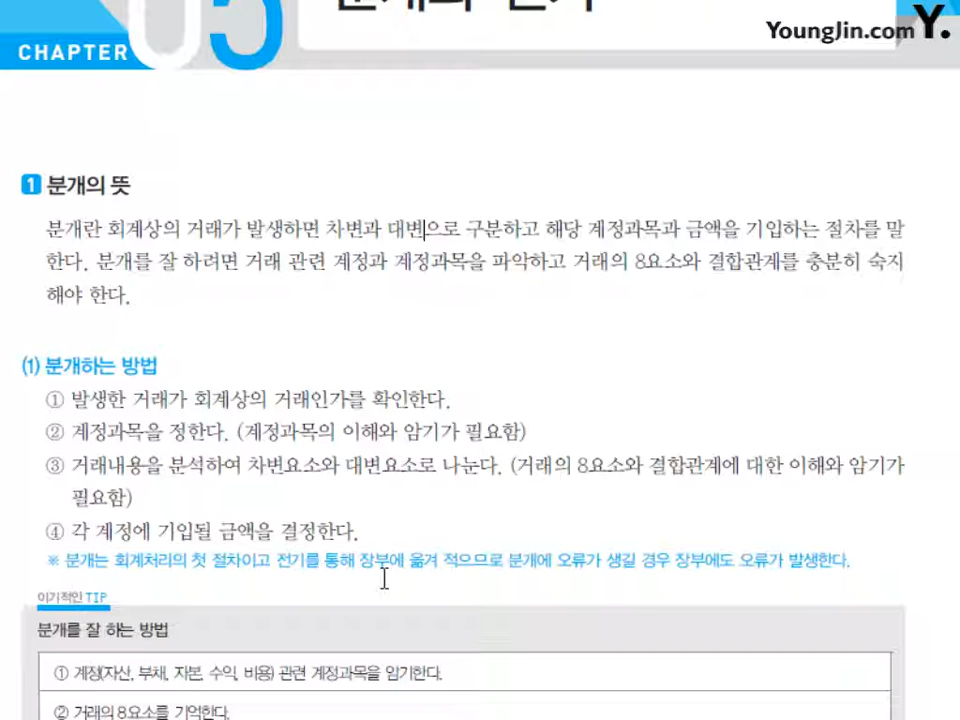 CHAPTER 05
YoungJin.com Y.
1 분개의 뜻
분개란 회계상의 거래가 발생하면 차변과 대변으로 구분하고 해당 계정과목과 금액을 기입하는 절차를 말
한다. 분개를 잘 하려면 거래 관련 계정과 계정과목을 파악하고 거래의 8요소와 결합관계를 충분히 숙지
해야 한다.
(1) 분개하는 방법
① 발생한 거래가 회계상의 거래인가를 확인한다.
② 계정과목을 정한다. (계정과목의 이해와 암기가 필요함)
③ 거래내용을 분석하여 차변요소와 대변요소로 나눈다. (거래의 8요소와 결합관계에 대한 이해와 암기가
필요함)
④ 각 계정에 기입될 금액을 결정한다.
※ 분개는 회계처리의 첫 절차이고 전기를 통해 장부에 옮겨 적으므로 분개에 오류가 생길 경우 장부에도 오류가 발생한다.
이기적인 TIP
분개를 잘 하는 방법
① 계정(자산, 부채, 자본, 수익, 비용) 관련 계정과목을 암기한다.
② 거래의 8요소를 기억한다.